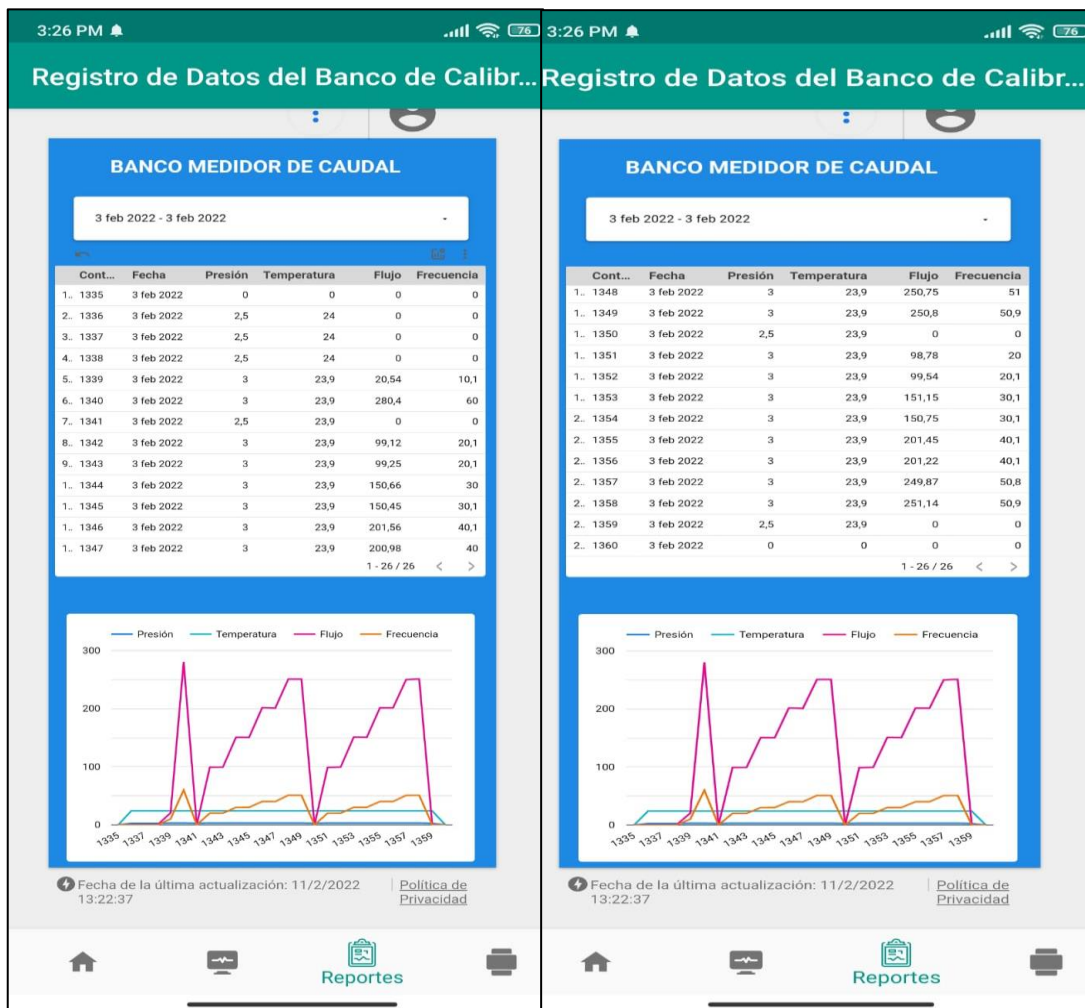 3:26 PM 76
Registro de Datos del Banco de Calibr...
BANCO MEDIDOR DE CAUDAL
3 feb 2022 - 3 feb 2022
Cont... Fecha Presión Temperatura Flujo Frecuencia
1.. 1335 3 feb 2022 0 0 0 0
2.. 1336 3 feb 2022 2,5 24 0 0
3.. 1337 3 feb 2022 2,5 24 0 0
4.. 1338 3 feb 2022 2,5 24 0 0
5.. 1339 3 feb 2022 3 23,9 20,54 10,1
6.. 1340 3 feb 2022 3 23,9 280,4 60
7.. 1341 3 feb 2022 2,5 23,9 0 0
8.. 1342 3 feb 2022 3 23,9 99,12 20,1
9.. 1343 3 feb 2022 3 23,9 99,25 20,1
1.. 1344 3 feb 2022 3 23,9 150,66 30
1.. 1345 3 feb 2022 3 23,9 150,45 30,1
1.. 1346 3 feb 2022 3 23,9 201,56 40,1
1.. 1347 3 feb 2022 3 23,9 200,98 40
1 - 26 / 26 < >
Presión Temperatura Flujo Frecuencia
300
200
100
0
1335 1337 1339 1341 1343 1345 1347 1349 1351 1353 1355 1357 1359
Fecha de la última actualización: 11/2/2022 Política de
13:22:37 Privacidad
Reportes
3:26 PM 76
Registro de Datos del Banco de Calibr...
BANCO MEDIDOR DE CAUDAL
3 feb 2022 - 3 feb 2022
Cont... Fecha Presión Temperatura Flujo Frecuencia
1.. 1348 3 feb 2022 3 23,9 250,75 51
1.. 1349 3 feb 2022 3 23,9 250,8 50,9
1.. 1350 3 feb 2022 2,5 23,9 0 0
1.. 1351 3 feb 2022 3 23,9 98,78 20
1.. 1352 3 feb 2022 3 23,9 99,54 20,1
1.. 1353 3 feb 2022 3 23,9 151,15 30,1
2.. 1354 3 feb 2022 3 23,9 150,75 30,1
2.. 1355 3 feb 2022 3 23,9 201,45 40,1
2.. 1356 3 feb 2022 3 23,9 201,22 40,1
2.. 1357 3 feb 2022 3 23,9 249,87 50,8
2.. 1358 3 feb 2022 3 23,9 251,14 50,9
2.. 1359 3 feb 2022 2,5 23,9 0 0
2.. 1360 3 feb 2022 0 0 0 0
1 - 26 / 26 < >
Presión Temperatura Flujo Frecuencia
300
200
100
0
1335 1337 1339 1341 1343 1345 1347 1349 1351 1353 1355 1357 1359
Fecha de la última actualización: 11/2/2022 Política de
13:22:37 Privacidad
Reportes